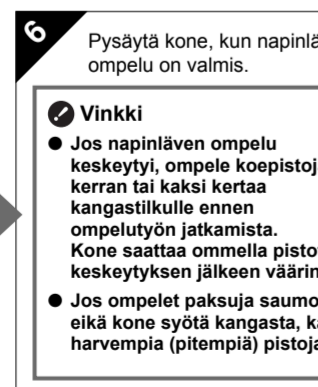 6
Pysäytä kone, kun napinlä
ompelu on valmis.
Vinkki
● Jos napinläven ompelu
keskeytyi, ompele koepistoj
kerran tai kaksi kertaa
kangastilkulle ennen
ompelutyön jatkamista.
Kone saattaa ommella pisto
keskeytyksen jälkeen väärin
● Jos ompelet paksuja saumo
eikä kone syötä kangasta, k
harvempia (pitempiä) pistoja